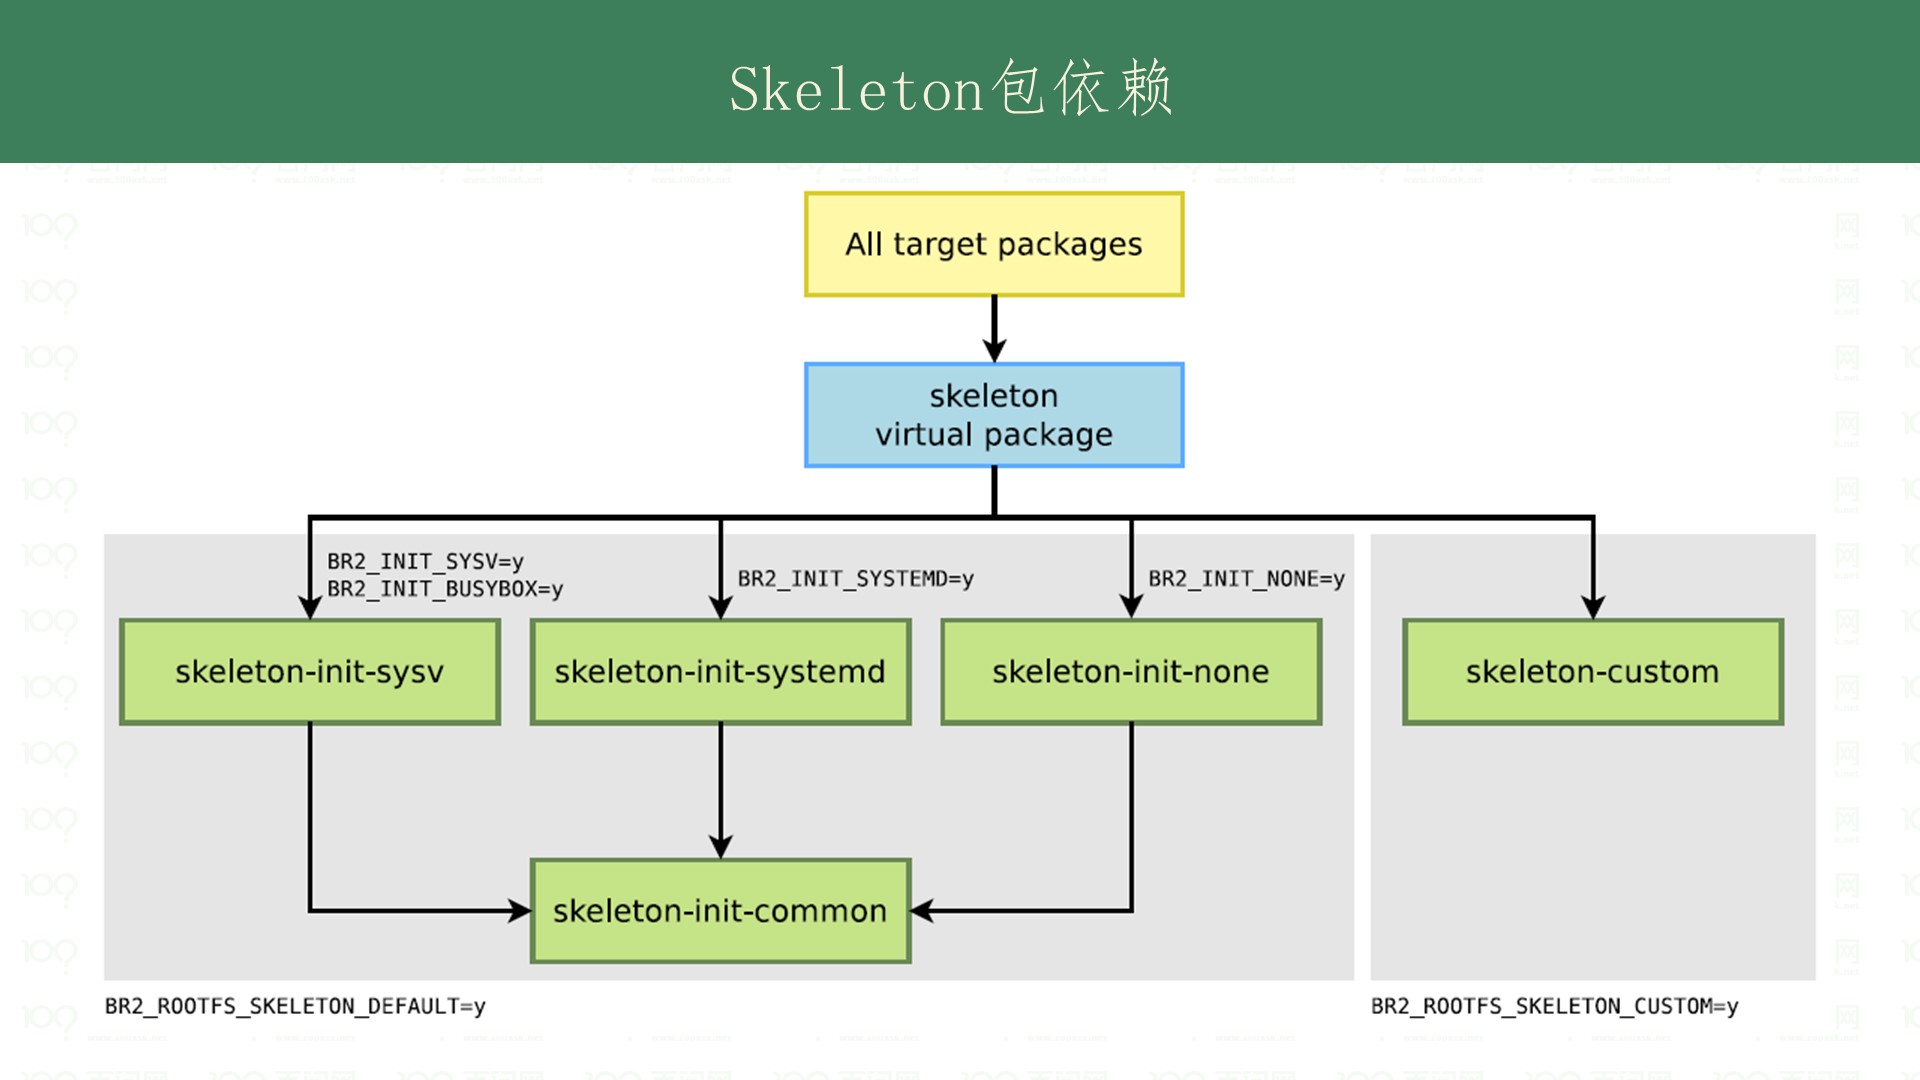 Skeleton包依赖
All target packages
skeleton
virtual package
BR2_INIT_SYSV=y
BR2_INIT_BUSYBOX=y
BR2_INIT_SYSTEMD=y
BR2_INIT_NONE=y
skeleton-init-sysv
skeleton-init-systemd
skeleton-init-none
skeleton-custom
skeleton-init-common
BR2_ROOTFS_SKELETON_DEFAULT=y
BR2_ROOTFS_SKELETON_CUSTOM=y